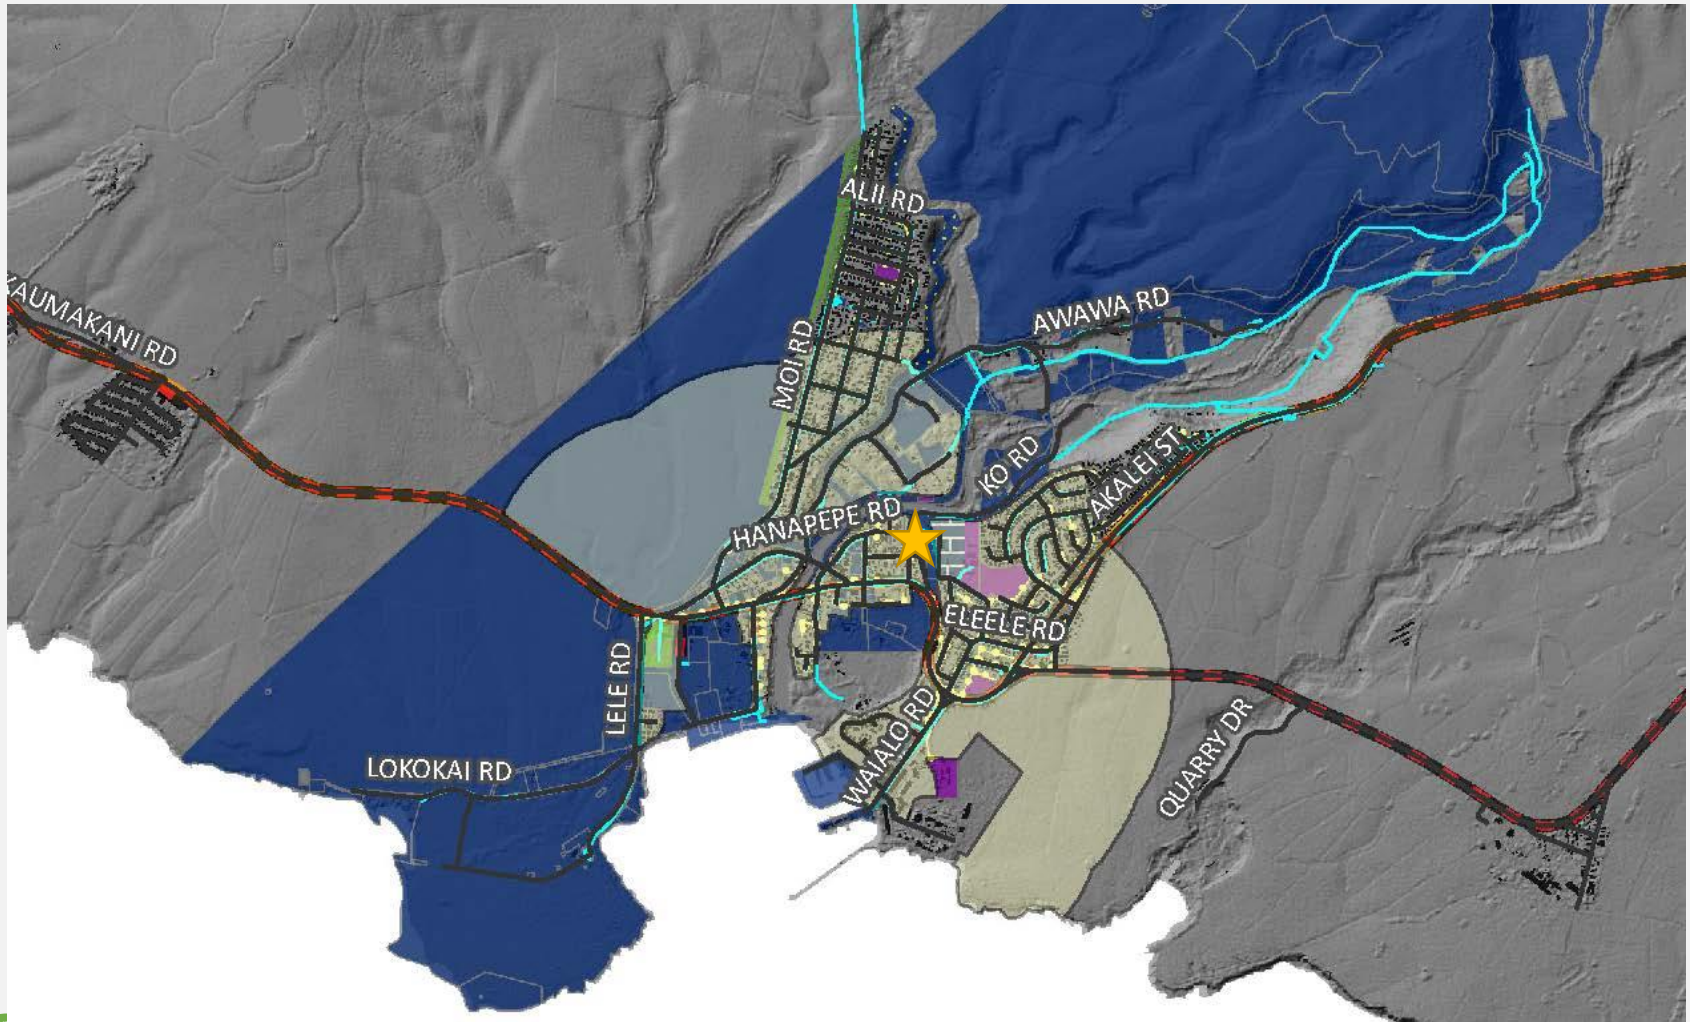 ALII RD
KAUMAKANI RD
AWAWA RD
MOI RD
KO RD
AKALEI ST
HANAPEPE RD
ELEELE RD
LELE RD
WAIALO RD
QUARRY DR
LOKOKAI RD